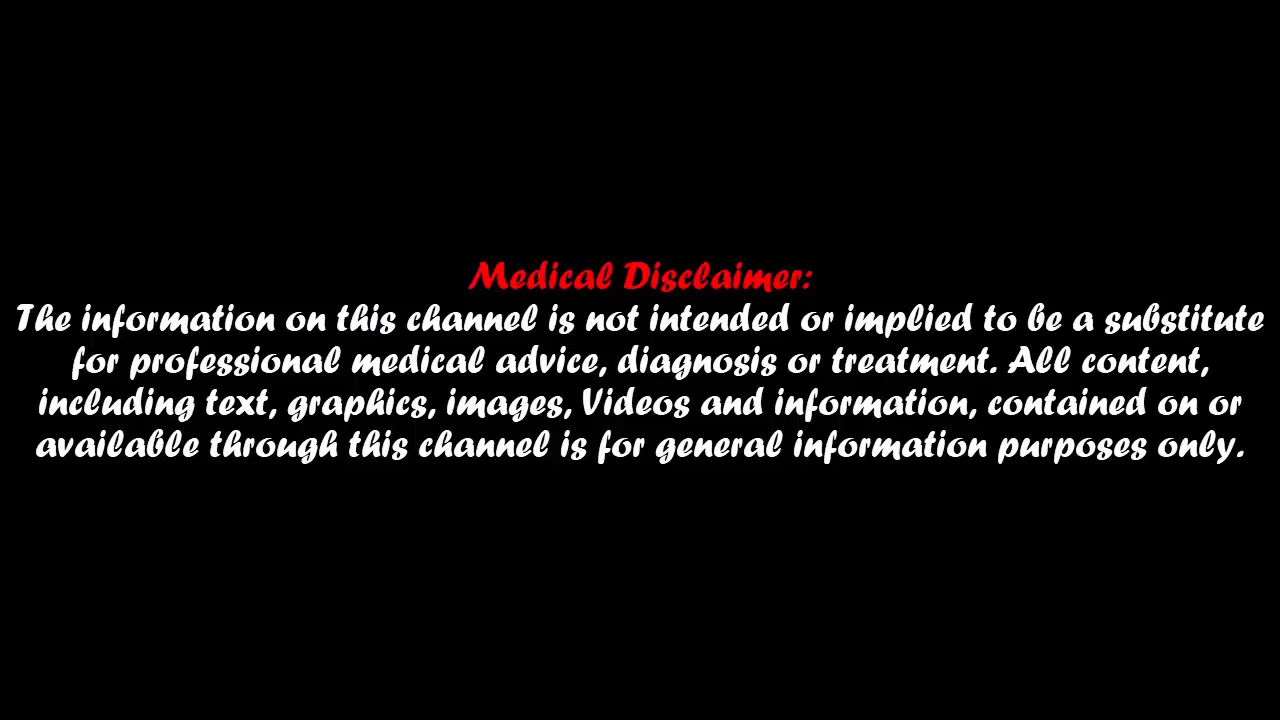 Medical Disclaimer:
The information on this channel is not intended or implied to be a substitute
for professional medical advice, diagnosis or treatment. All content,
including text, graphics, images, Videos and information, contained on or
available through this channel is for general information purposes only.